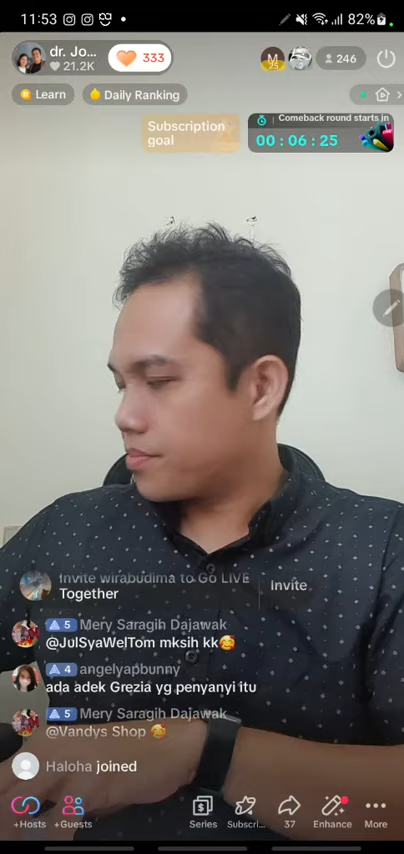 11:53
82%
dr. Jo...
21.2K
333
M
25
246
Learn
Daily Ranking
Subscription
goal
Comeback round starts in
00 : 06 : 25
Invite wirabudima to GO LIVE
Together
Invite
5 Mery Saragih Dajawak
@JulSyaWelTom mksih kk🥰
4 angelyapbunny
ada adek Grezia yg penyanyi itu
5 Mery Saragih Dajawak
@Vandys Shop 🥰
Haloha joined
+Hosts
+Guests
Series
Subscri...
37
Enhance
More